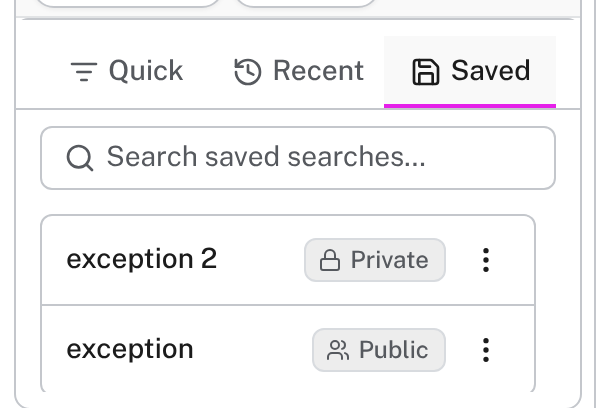 Quick Recent Saved
Search saved searches...
exception 2 Private
exception Public